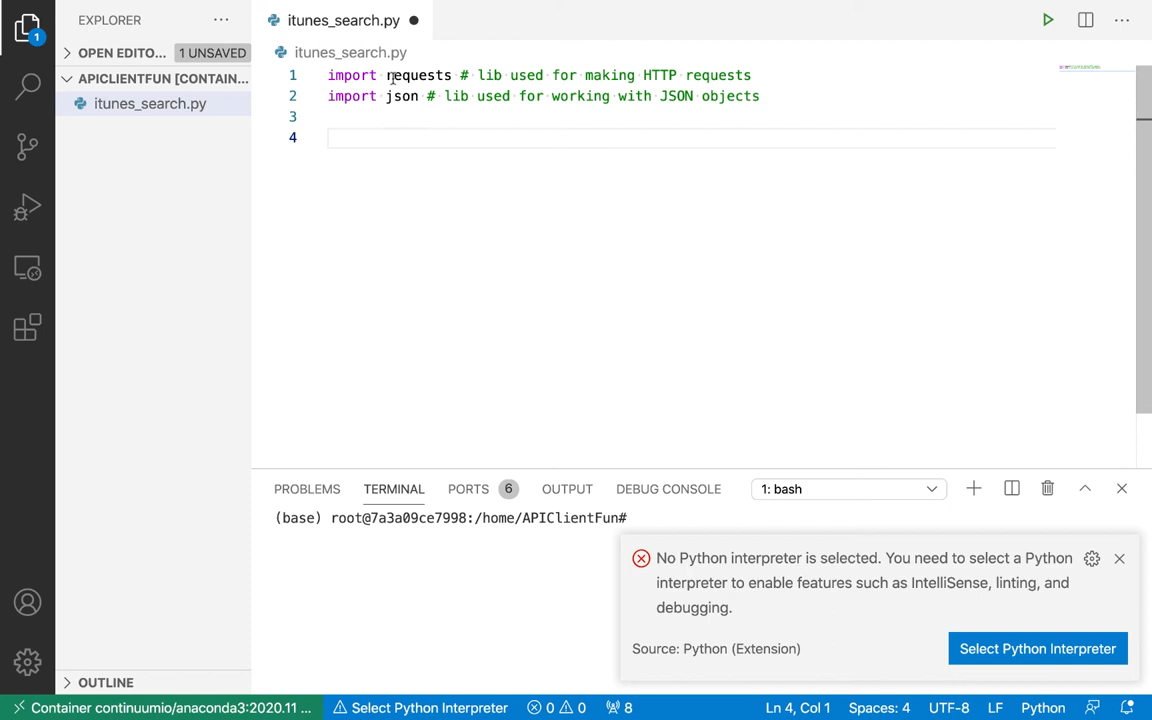 EXPLORER
itunes_search.py
OPEN EDITO...
1 UNSAVED
APICLIENTFUN [CONTAIN...
itunes_search.py
OUTLINE
1
itunes_search.py
1 import requests # lib used for making HTTP requests
2 import json # lib used for working with JSON objects
3
4
PROBLEMS TERMINAL PORTS 6 OUTPUT DEBUG CONSOLE 1: bash
(base) root@7a3a09ce7998:/home/APIClientFun#
No Python interpreter is selected. You need to select a Python
interpreter to enable features such as IntelliSense, linting, and
debugging.
Source: Python (Extension)
Select Python Interpreter
Container continuumio/anaconda3:2020.11 ... Select Python Interpreter 0 0 8 Ln 4, Col 1 Spaces: 4 UTF-8 LF Python